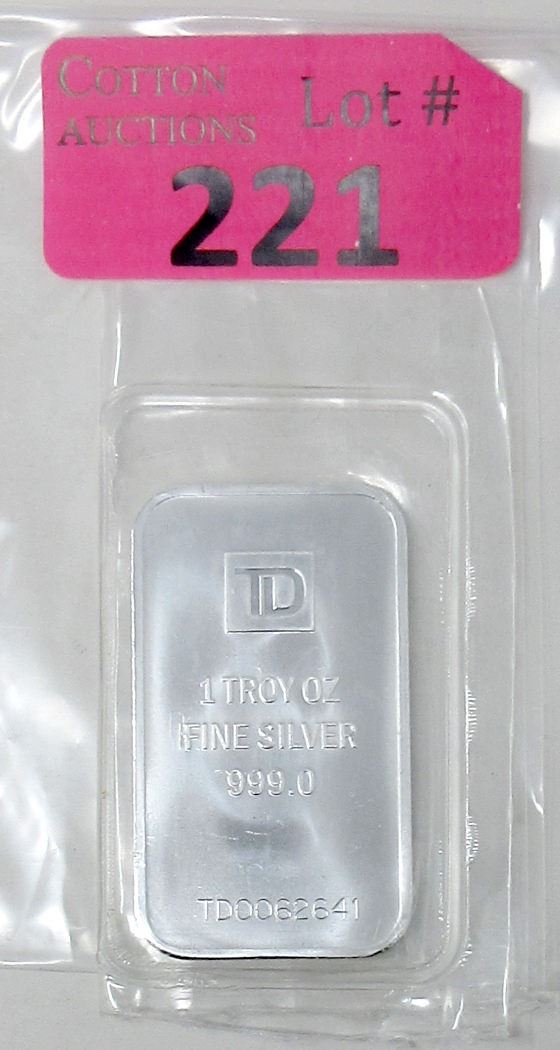 COTTON
AUCTIONS
Lot #
221
TD
1 TROY OZ
FINE SILVER
999.0
TD0062641